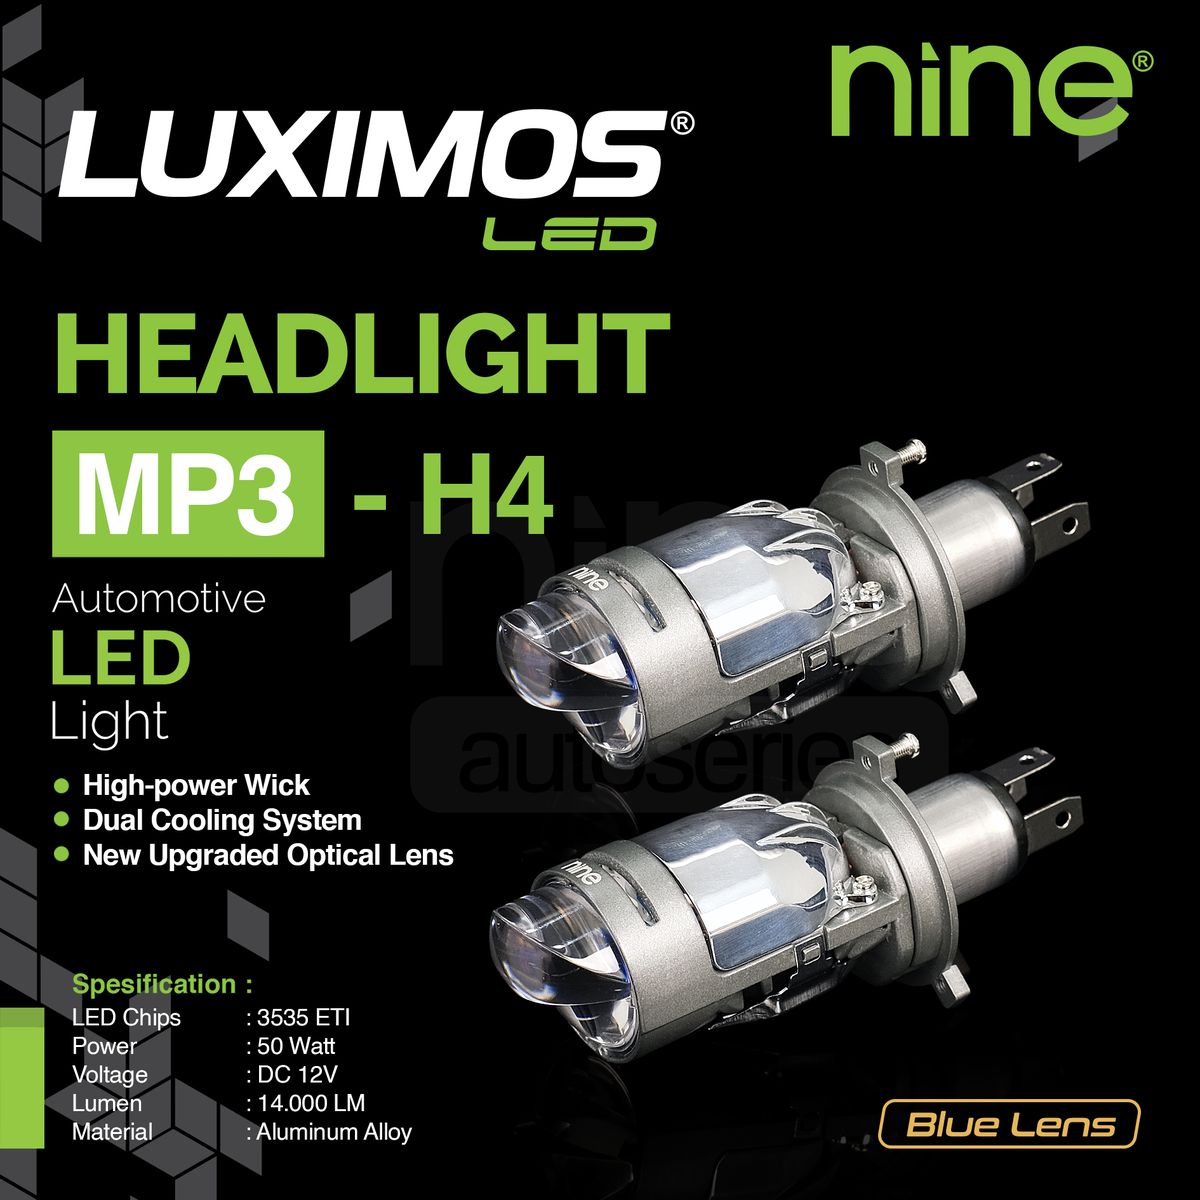 nine®
LUXIMOS®
LED
HEADLIGHT
MP3 - H4
Automotive
LED
Light
High-power Wick
Dual Cooling System
New Upgraded Optical Lens
Spesification :
LED Chips : 3535 ETI
Power : 50 Watt
Voltage : DC 12V
Lumen : 14.000 LM
Material : Aluminum Alloy
nine
nine
nine
autoseries
Blue Lens